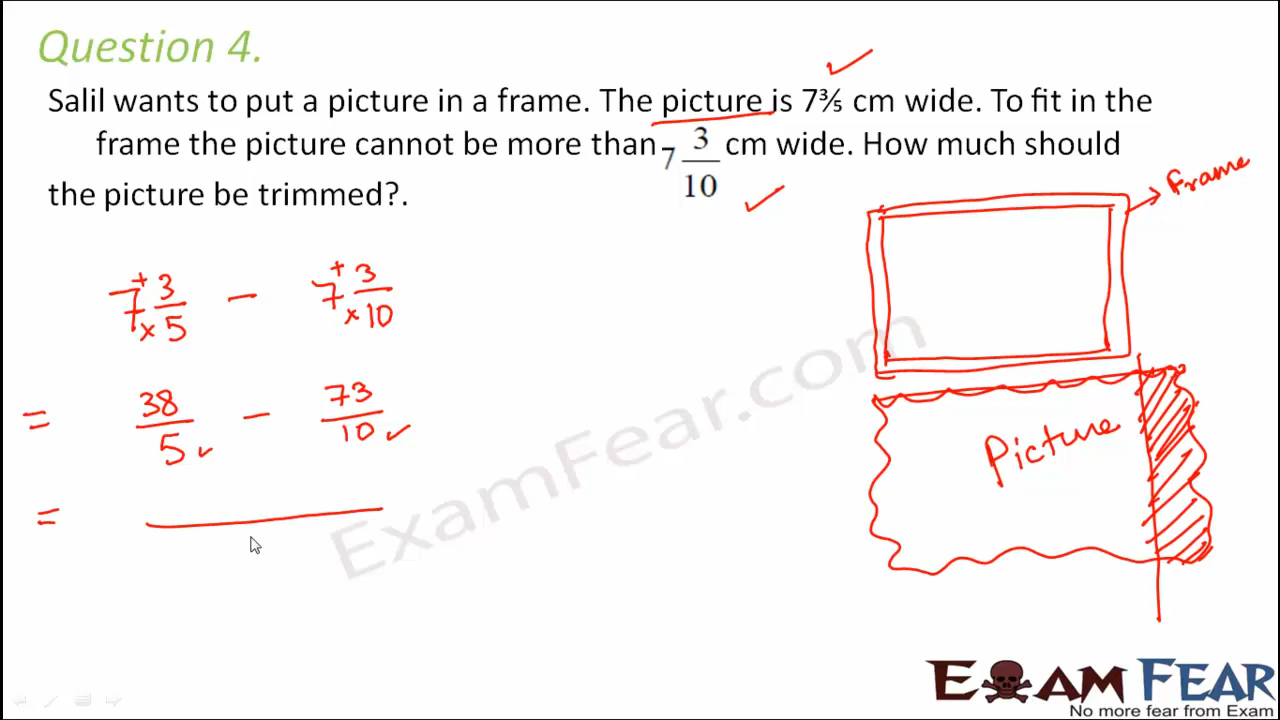 Question 4.
Salil wants to put a picture in a frame. The picture is 7⅗ cm wide. To fit in the
frame the picture cannot be more than 7 3/10 cm wide. How much should
the picture be trimmed?.
Frame
7 + 3 / × 5 − 7 + 3 / × 10
= 38/5 − 73/10
=
Picture
ExamFear.com
EXAM FEAR
No more fear from Exam